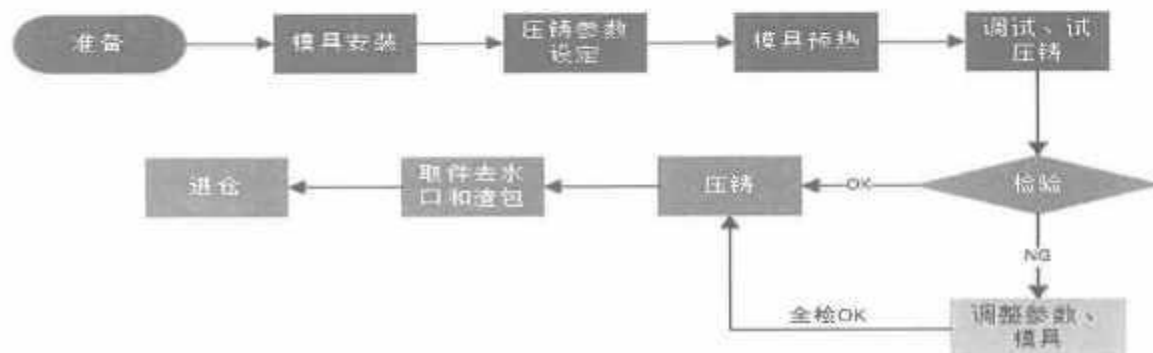 准备
模具安装
压铸参数
设定
模具预热
调试、试
压铸
进仓
取件去水
口和渣包
压铸
OK
检验
NG
全检OK
调整参数、
模具